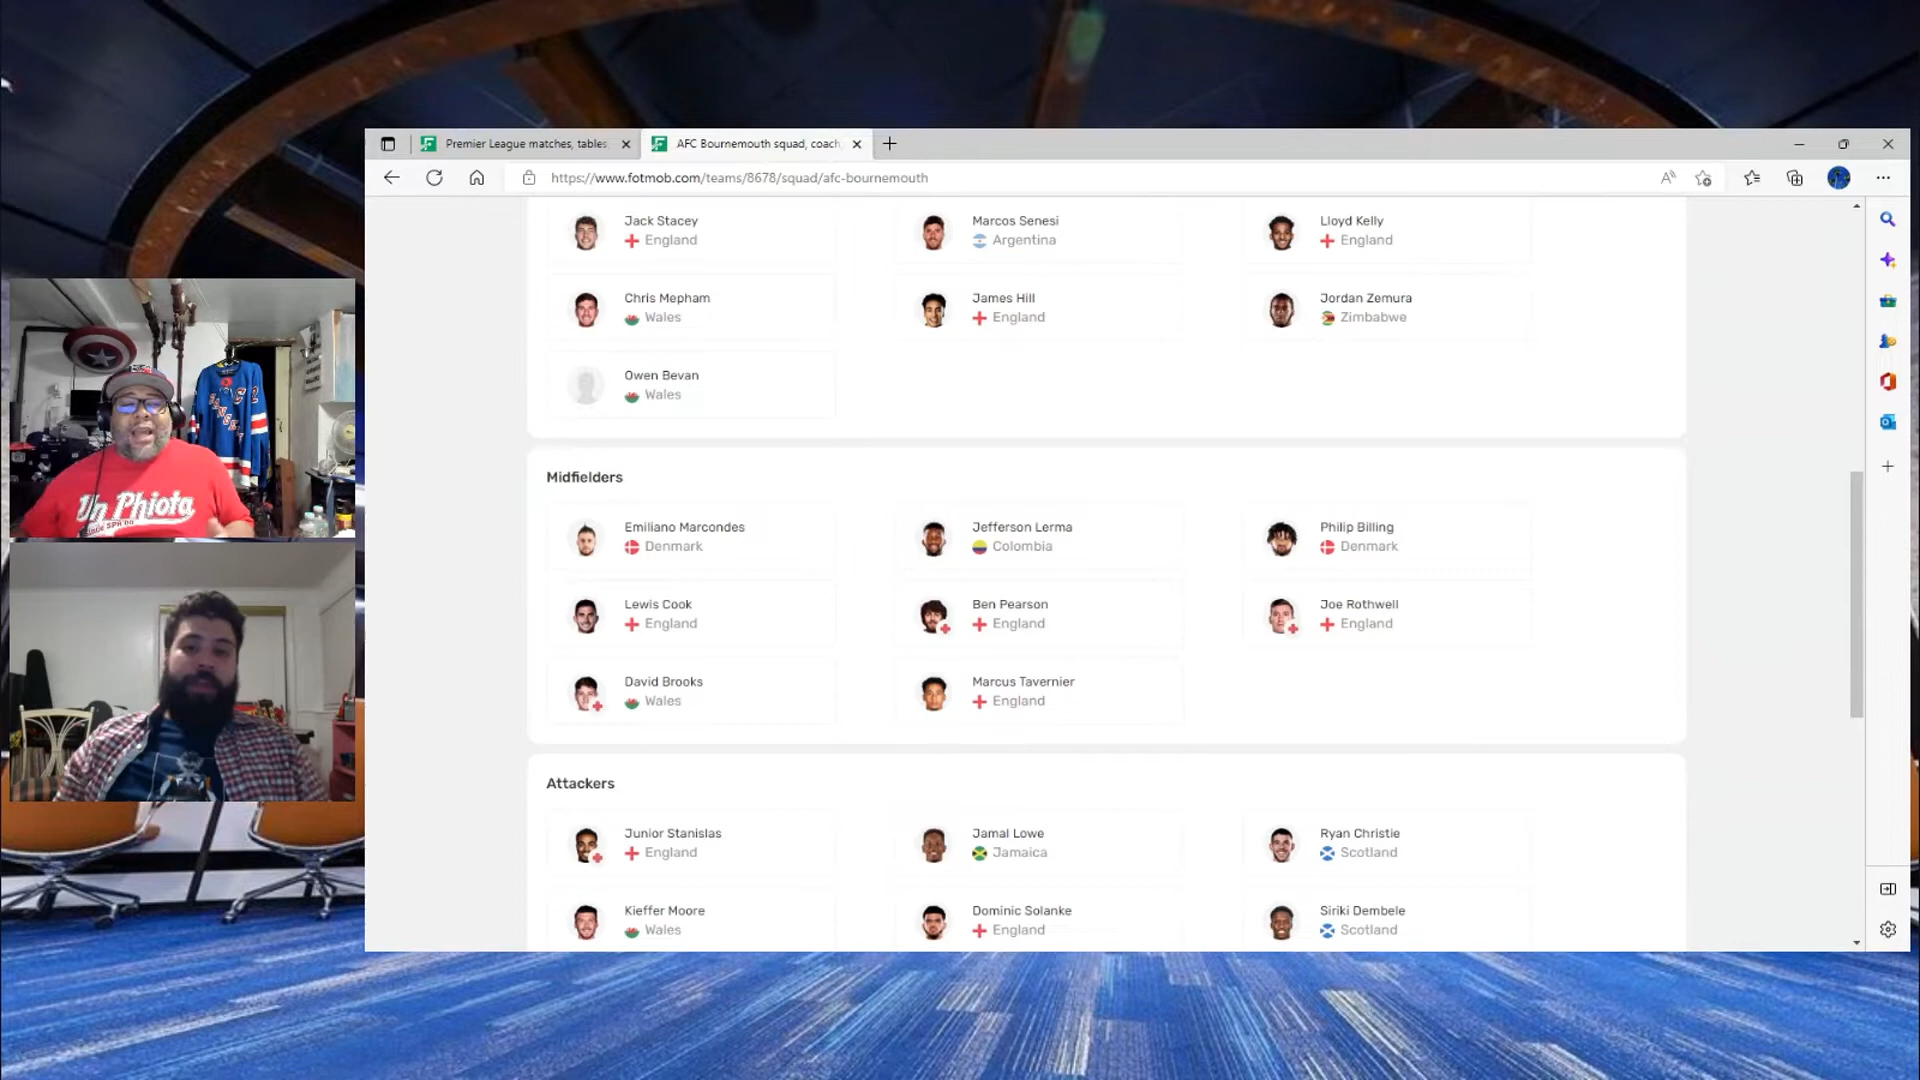 Premier League matches, tables
AFC Bournemouth squad, coach,
https://www.fotmob.com/teams/8678/squad/afc-bournemouth
Jack Stacey
England
Marcos Senesi
Argentina
Lloyd Kelly
England
Chris Mepham
Wales
James Hill
England
Jordan Zemura
Zimbabwe
Owen Bevan
Wales
Midfielders
Emiliano Marcondes
Denmark
Jefferson Lerma
Colombia
Philip Billing
Denmark
Lewis Cook
England
Ben Pearson
England
Joe Rothwell
England
David Brooks
Wales
Marcus Tavernier
England
Attackers
Junior Stanislas
England
Jamal Lowe
Jamaica
Ryan Christie
Scotland
Kieffer Moore
Wales
Dominic Solanke
England
Siriki Dembele
Scotland
Un Phiota